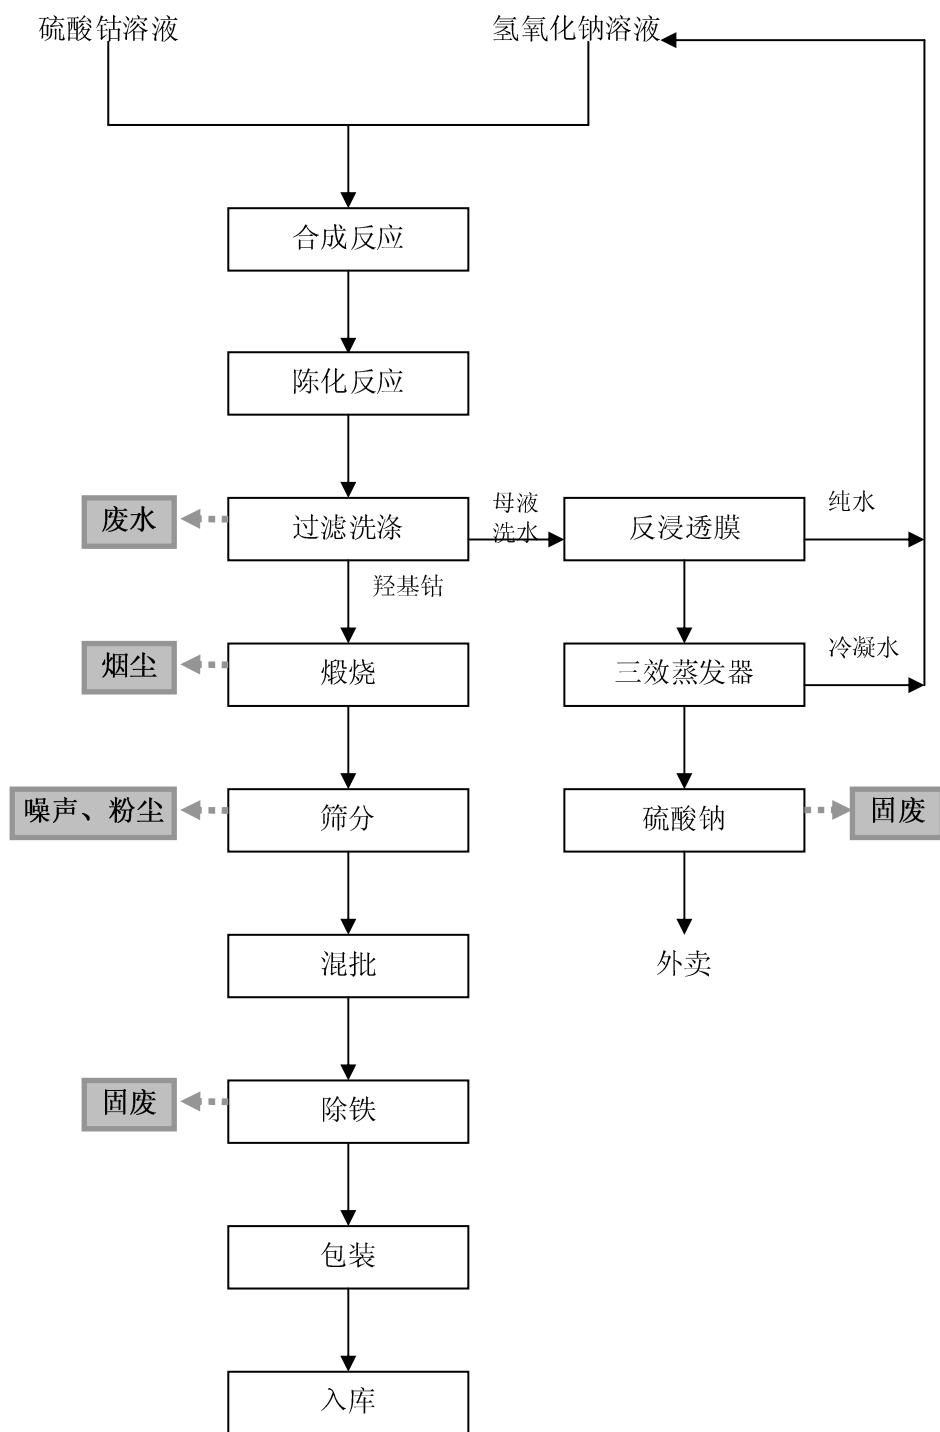 硫酸钴溶液
氢氧化钠溶液
合成反应
陈化反应
废水
过滤洗涤
母液
洗水
反浸透膜
纯水
羟基钴
烟尘
煅烧
三效蒸发器
冷凝水
噪声、粉尘
筛分
硫酸钠
固废
混批
外卖
固废
除铁
包装
入库